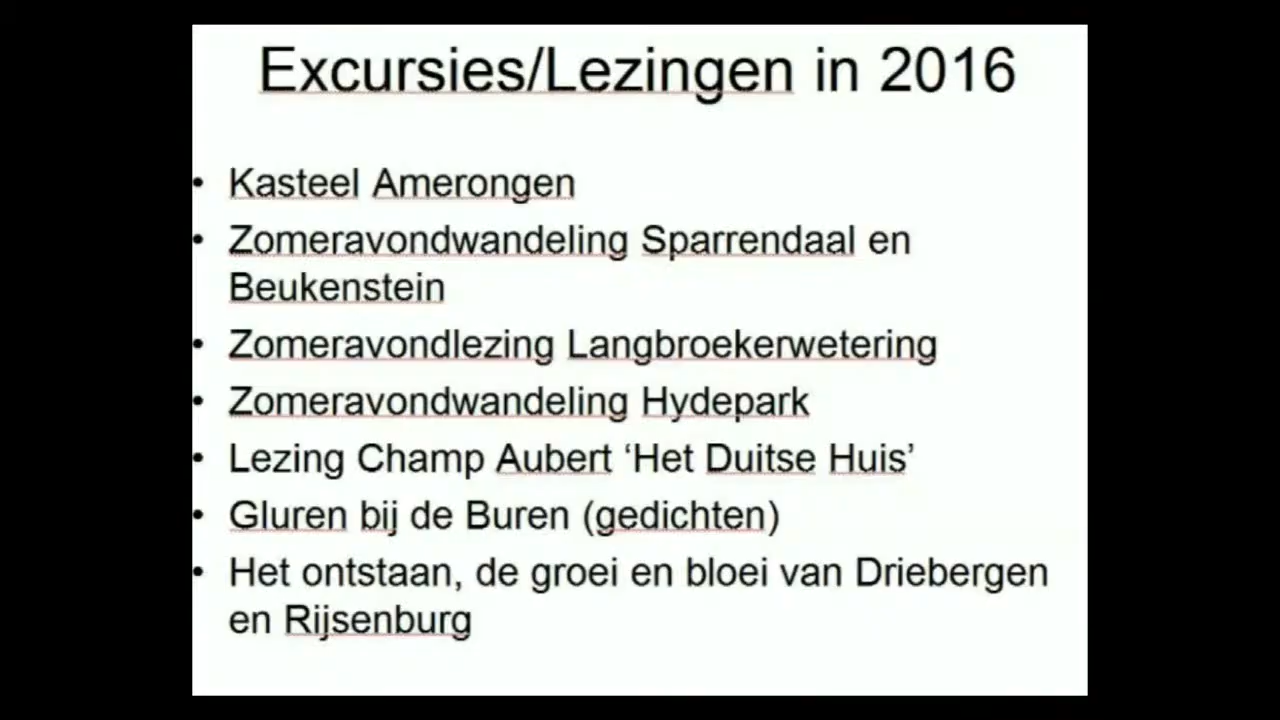 Excursies/Lezingen in 2016
• Kasteel Amerongen
• Zomeravondwandeling Sparrendaal en
Beukenstein
• Zomeravondlezing Langbroekerwetering
• Zomeravondwandeling Hydepark
• Lezing Champ Aubert ‘Het Duitse Huis’
• Gluren bij de Buren (gedichten)
• Het ontstaan, de groei en bloei van Driebergen
en Rijsenburg